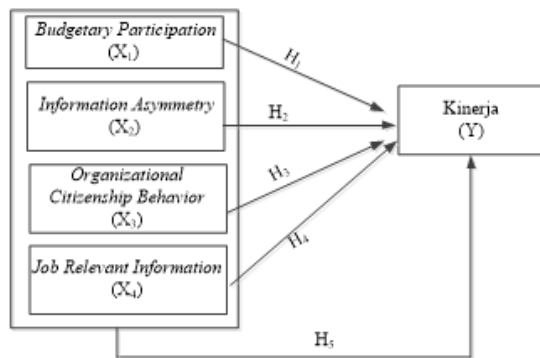 Budgetary Participation
(X₁)
H₁
Information Asymmetry
(X₂)
H₂
Kinerja
(Y)
Organizational
Citizenship Behavior
(X₃)
H₃
Job Relevant Information
(X₄)
H₄
H₅